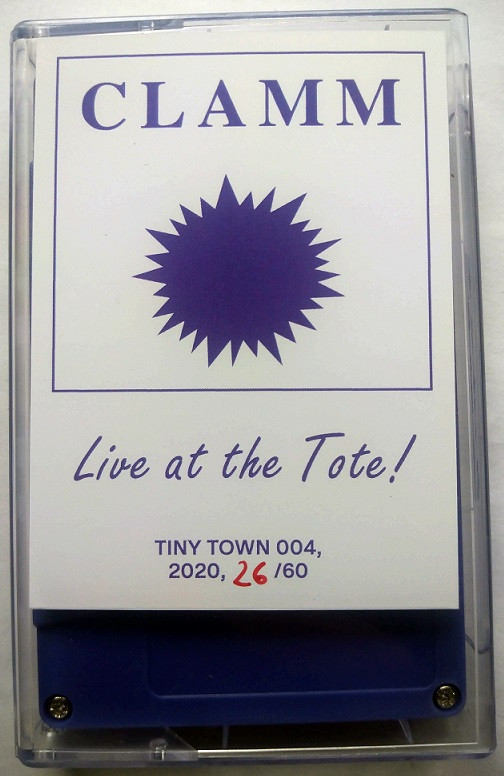 CLAMM
Live at the Tote!
TINY TOWN 004,
2020, 26 /60